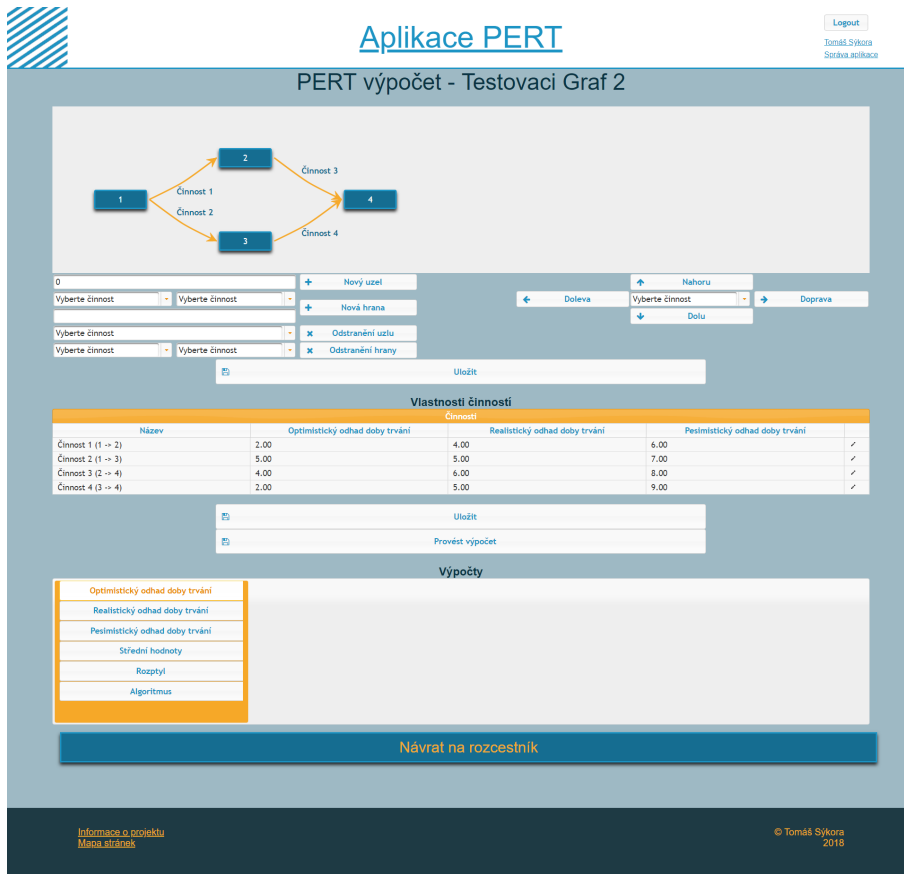 Aplikace PERT
Logout
Tomáš Sýkora
Správa aplikace
PERT výpočet - Testovaci Graf 2
2
Činnost 3
Činnost 1
1
4
Činnost 2
Činnost 4
3
0
Nový uzel
Nahoru
Vyberte činnost Vyberte činnost
Nová hrana
Doleva Vyberte činnost Doprava
Dolu
Vyberte činnost Odstranění uzlu
Vyberte činnost Vyberte činnost Odstranění hrany
Uložit
Vlastnosti činností
Činnosti
Název Optimistický odhad doby trvání Realistický odhad doby trvání Pesimistický odhad doby trvání
Činnost 1 (1 -> 2) 2.00 4.00 6.00
Činnost 2 (1 -> 3) 5.00 5.00 7.00
Činnost 3 (2 -> 4) 4.00 6.00 8.00
Činnost 4 (3 -> 4) 2.00 5.00 9.00
Uložit
Provést výpočet
Výpočty
Optimistický odhad doby trvání
Realistický odhad doby trvání
Pesimistický odhad doby trvání
Střední hodnoty
Rozptyl
Algoritmus
Návrat na rozcestník
Informace o projektu
Mapa stránek
© Tomáš Sýkora
2018